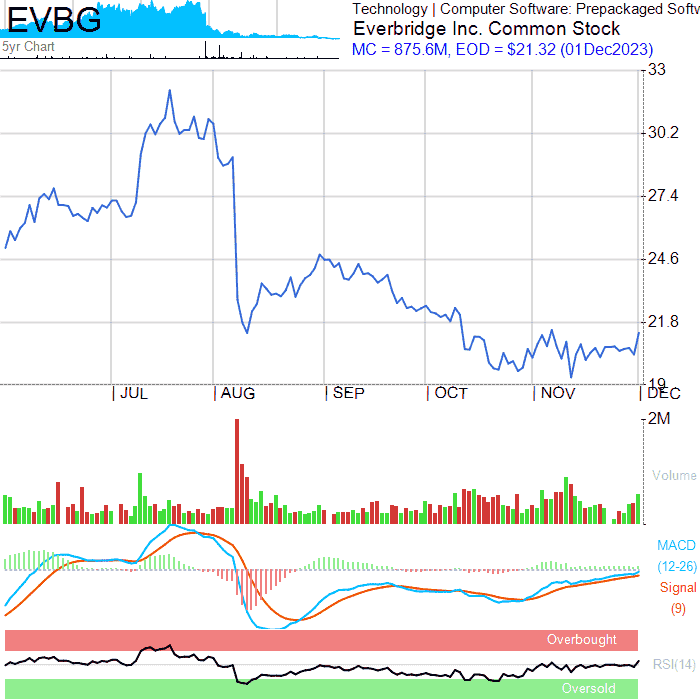 EVBG
5yr Chart
Technology | Computer Software: Prepackaged Softw
Everbridge Inc. Common Stock
MC = 875.6M, EOD = $21.32 (01Dec2023)
33
30.2
27.4
24.6
21.8
19
| JUL | AUG | SEP | OCT | NOV | DEC
2M
Volume
MACD
(12-26)
Signal
(9)
Overbought
RSI(14)
Oversold